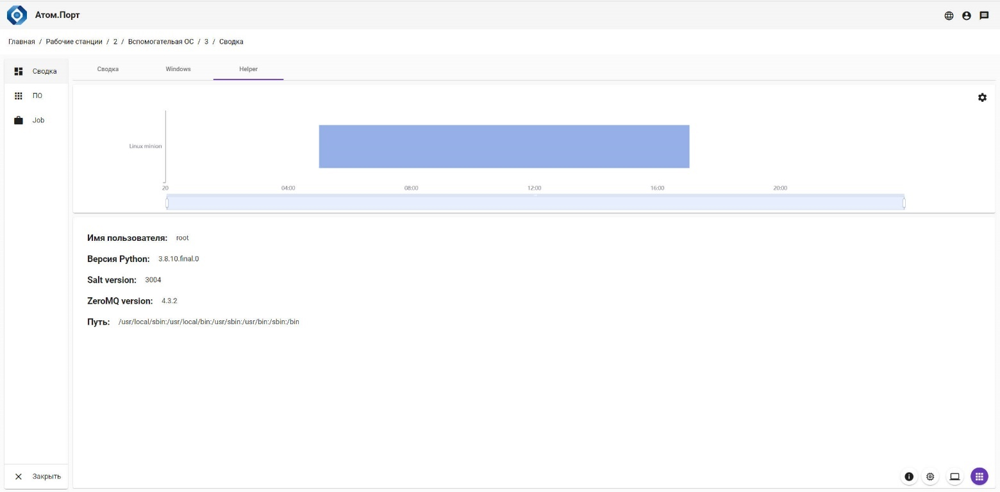 Атом.Порт
Главная / Рабочие станции / 2 / Вспомогателья ОС / 3 / Сводка
Сводка
ПО
Job
Закрыть
Сводка Windows Helper
Linux minion
20 04:00 08:00 12:00 16:00 20:00
Имя пользователя: root
Версия Python: 3.8.10.final.0
Salt version: 3004
ZeroMQ version: 4.3.2
Путь: /usr/local/sbin:/usr/local/bin:/usr/sbin:/usr/bin:/sbin:/bin